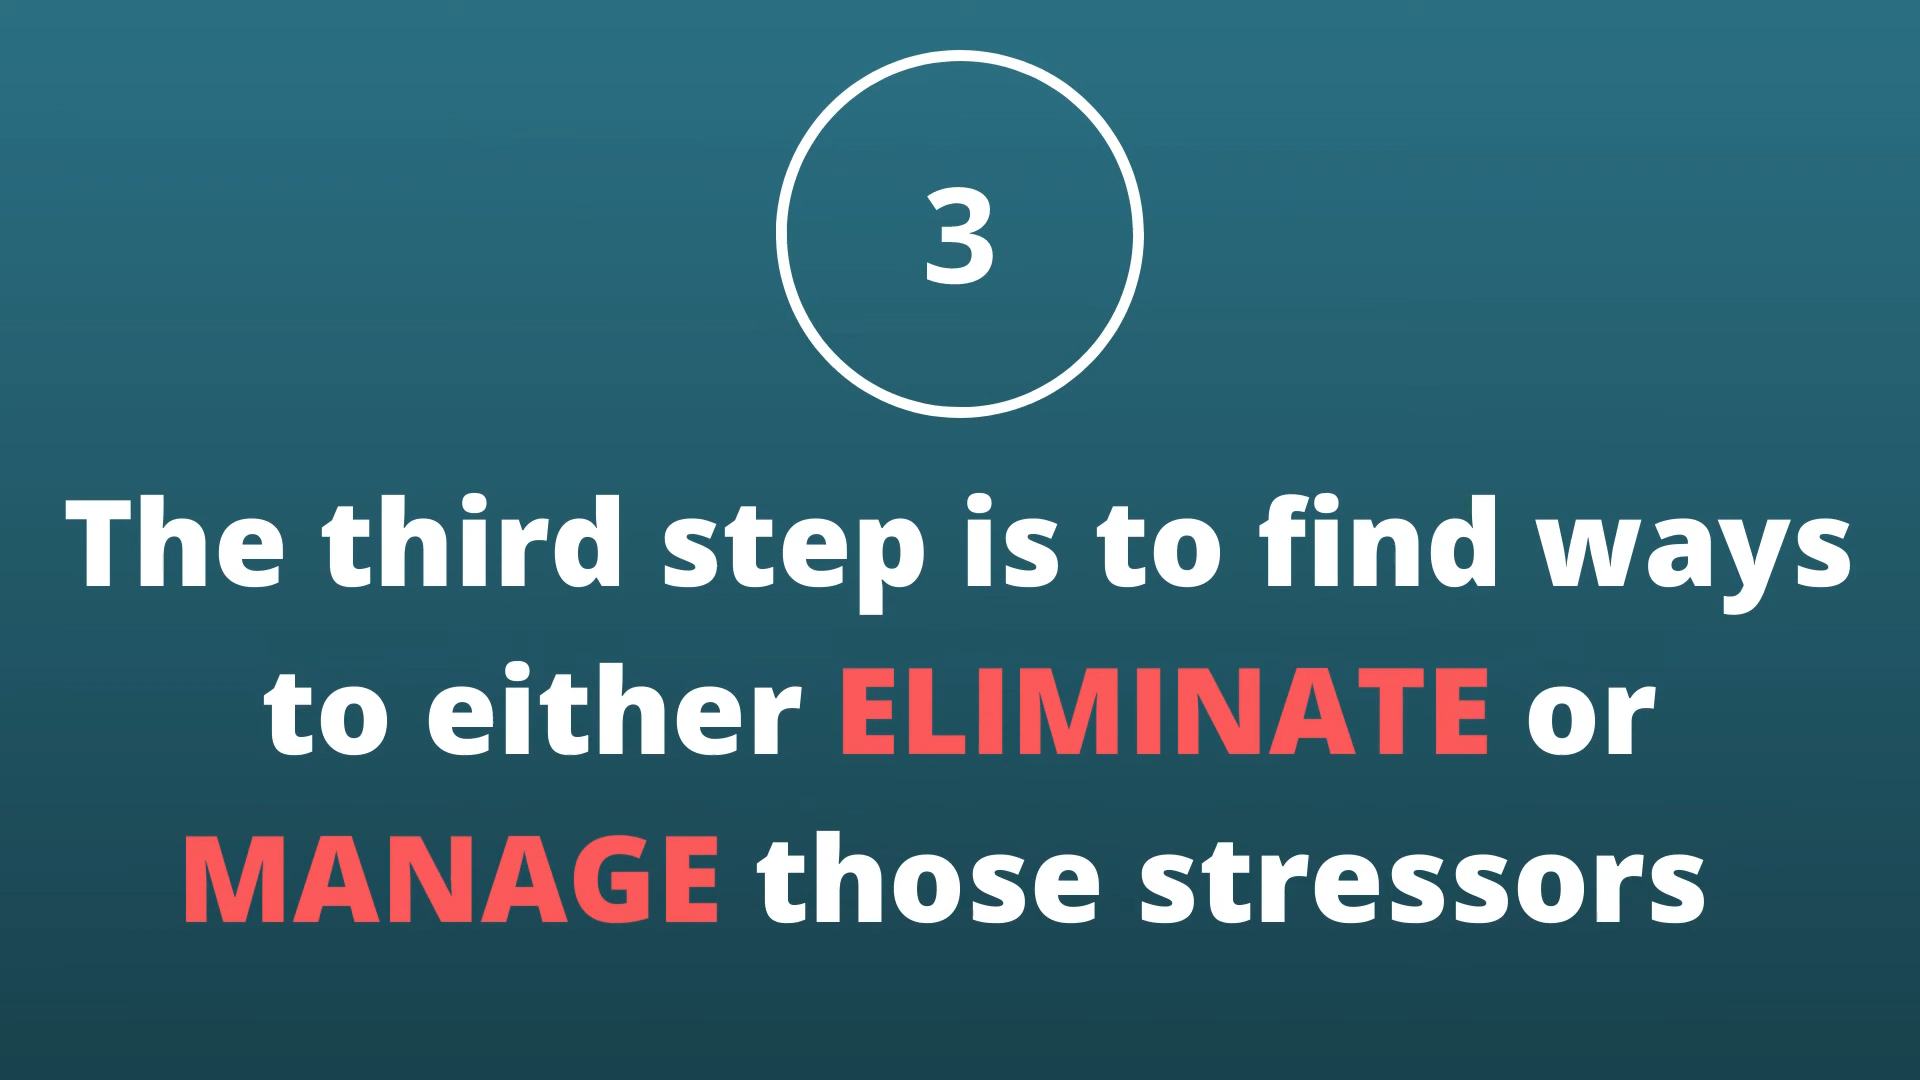 3
The third step is to find ways
to either ELIMINATE or
MANAGE those stressors